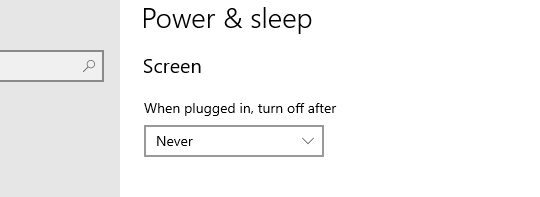 Power & sleep
Screen
When plugged in, turn off after
Never